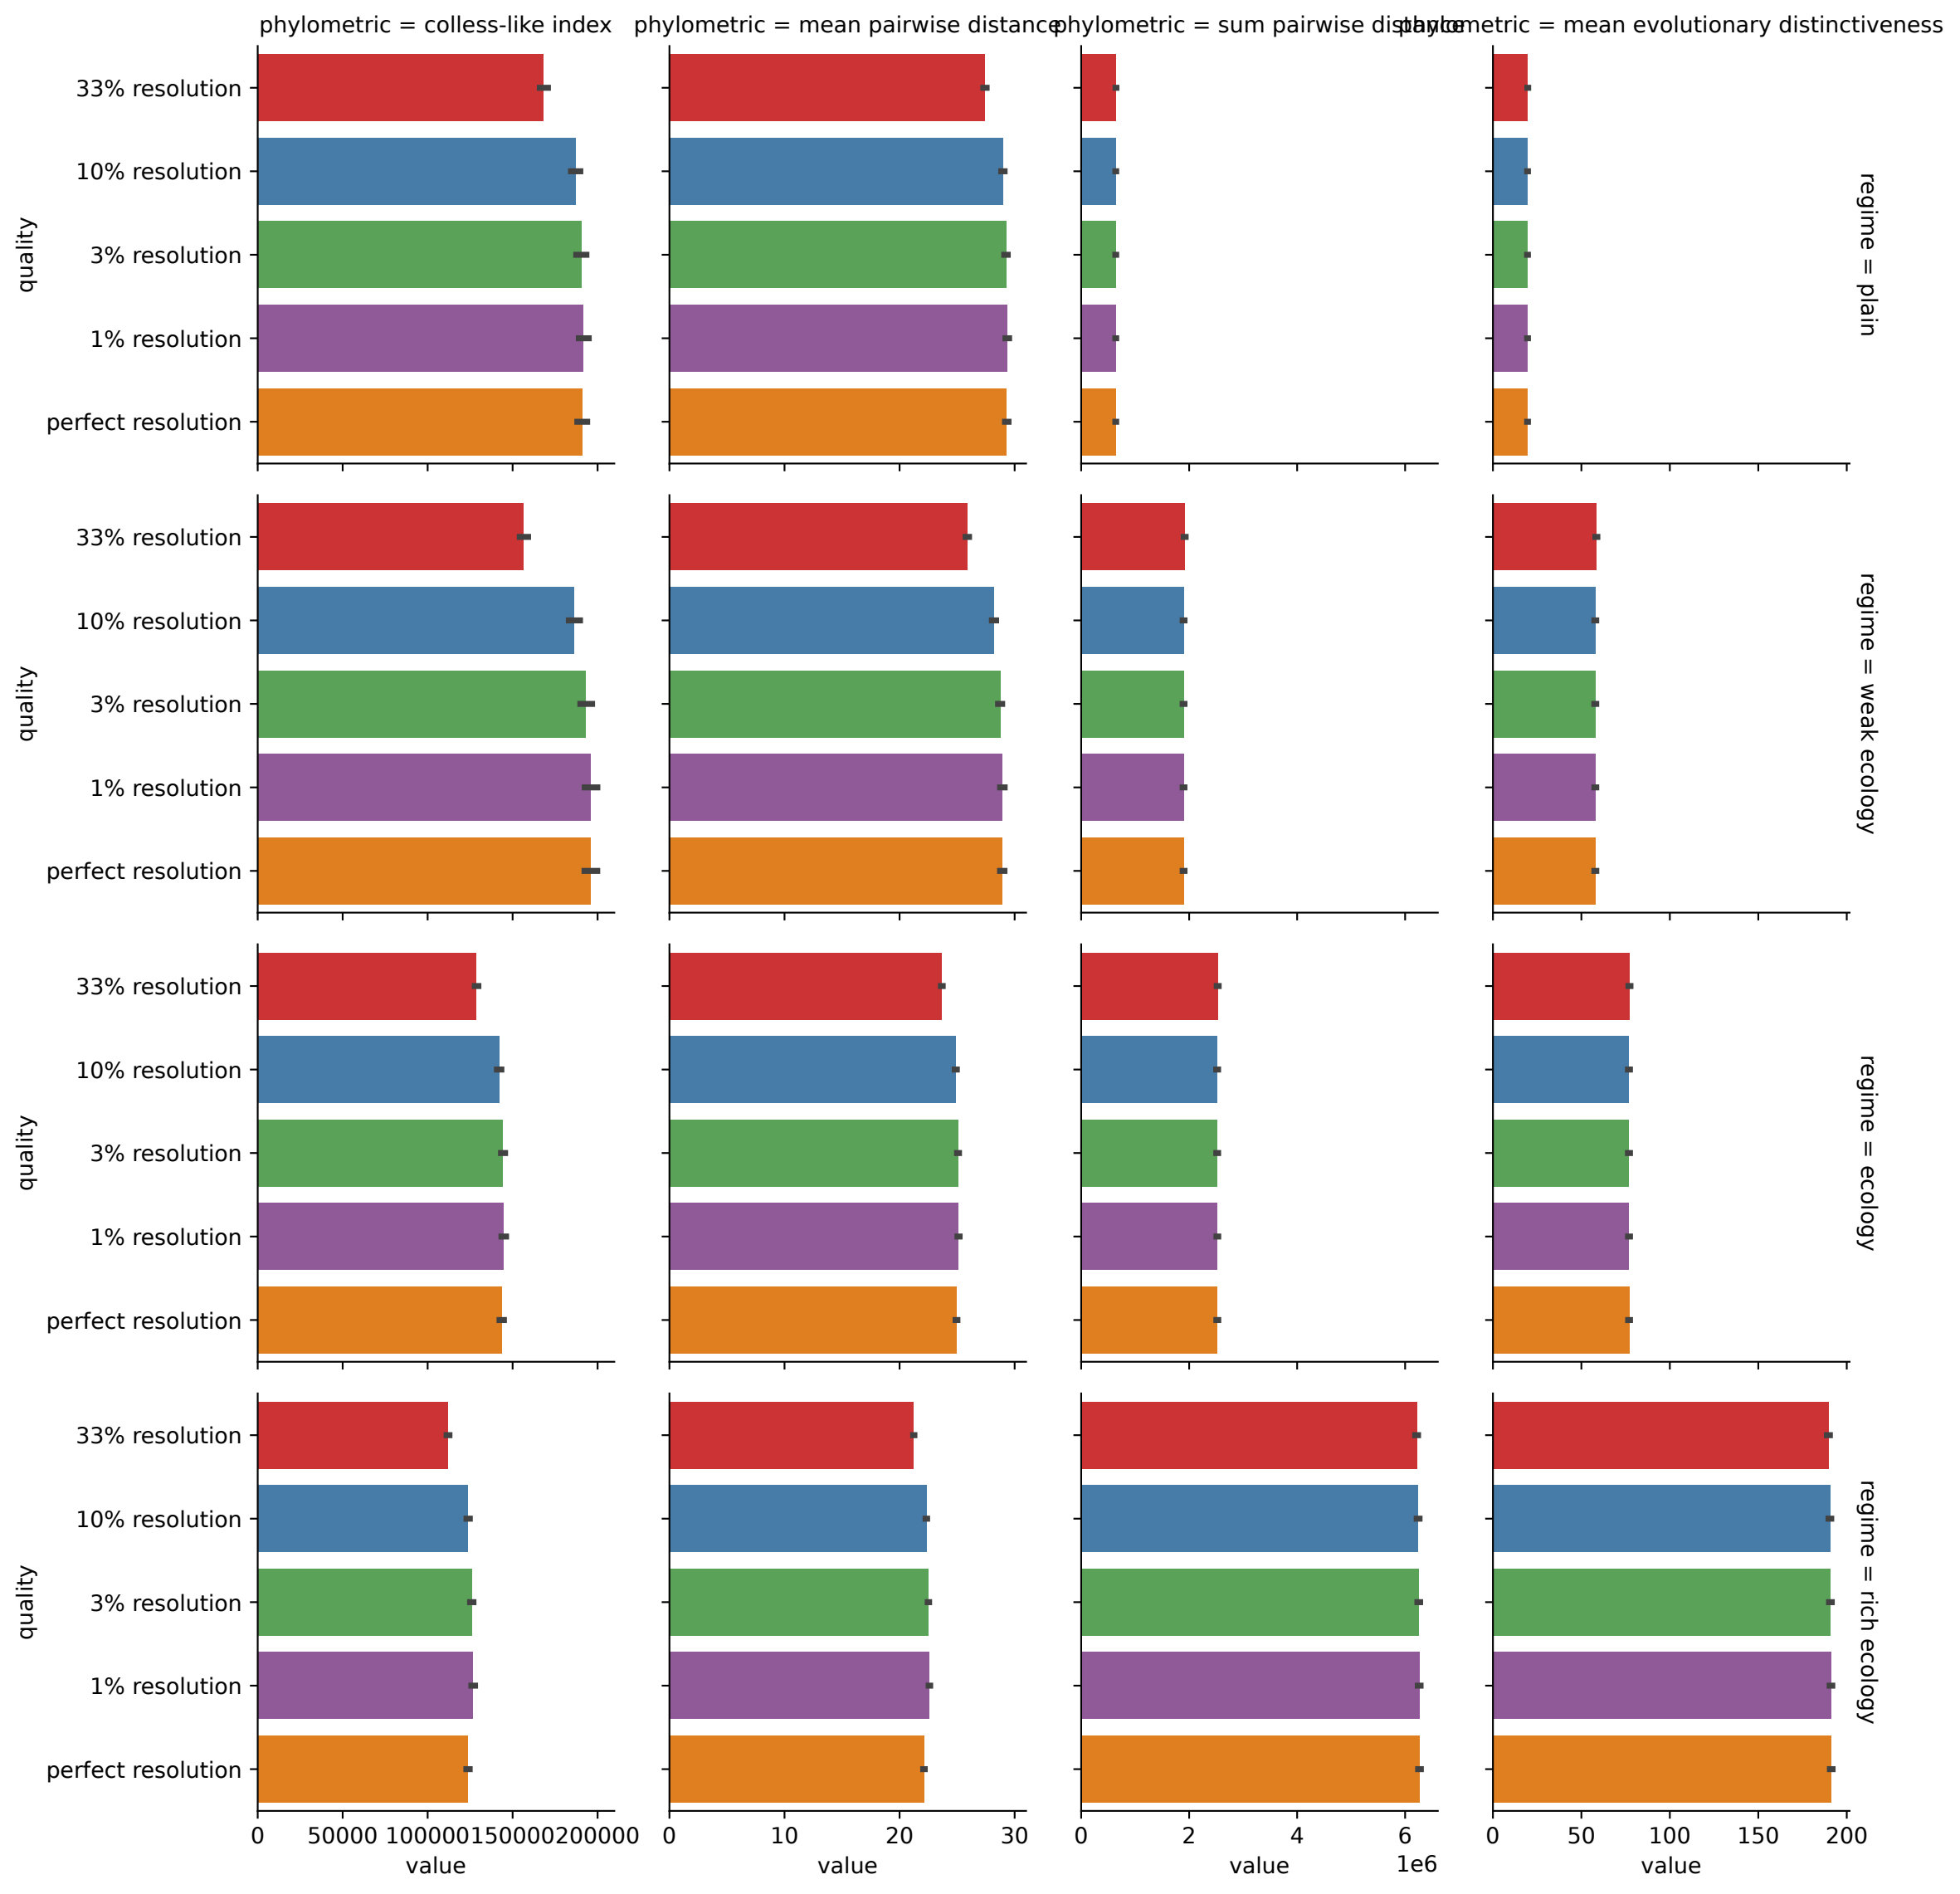 phylometric = colless-like index
phylometric = mean pairwise distance
phylometric = sum pairwise distance
phylometric = mean evolutionary distinctiveness
quality
33% resolution
10% resolution
3% resolution
1% resolution
perfect resolution
regime = plain
quality
33% resolution
10% resolution
3% resolution
1% resolution
perfect resolution
regime = weak ecology
quality
33% resolution
10% resolution
3% resolution
1% resolution
perfect resolution
regime = ecology
quality
33% resolution
10% resolution
3% resolution
1% resolution
perfect resolution
regime = rich ecology
0 50000 100000 150000 200000
value
0 10 20 30
value
0 2 4 6
1e6
value
0 50 100 150 200
value